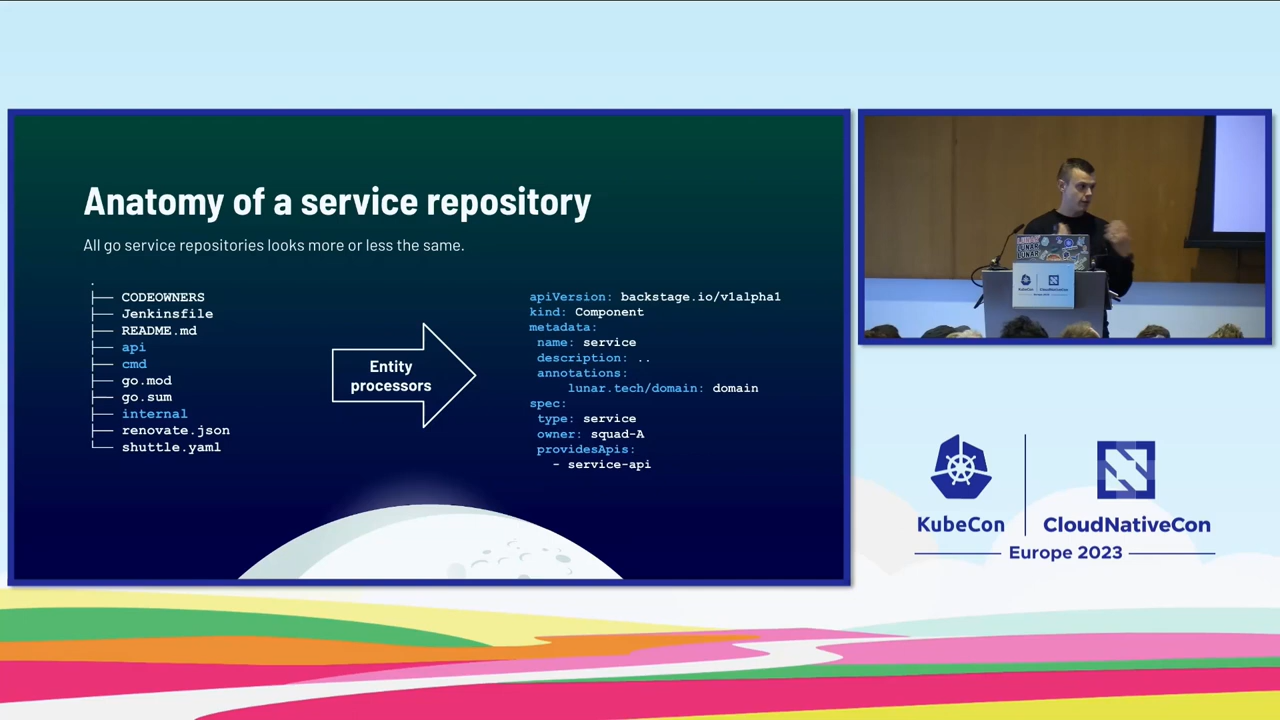 Anatomy of a service repository
All go service repositories looks more or less the same.
.
├── CODEOWNERS
├── Jenkinsfile
├── README.md
├── api
├── cmd
├── go.mod
├── go.sum
├── internal
├── renovate.json
└── shuttle.yaml
Entity
processors
apiVersion: backstage.io/v1alpha1
kind: Component
metadata:
name: service
description: ..
annotations:
lunar.tech/domain: domain
spec:
type: service
owner: squad-A
providesApis:
- service-api
LUNAR
LUNAR
LUNAR
KubeCon
CloudNativeCon
Europe 2023